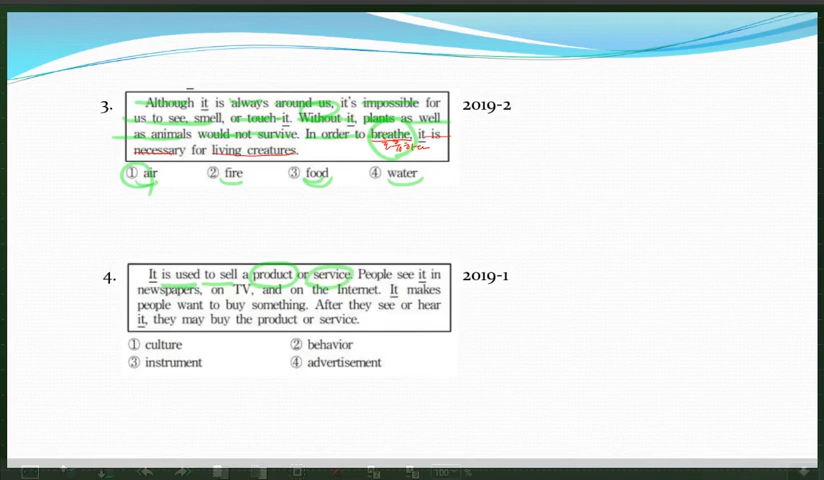 3. Although it is always around us, it's impossible for 2019-2
us to see, smell, or touch it. Without it, plants as well
as animals would not survive. In order to breathe, it is
necessary for living creatures.
① air ② fire ③ food ④ water
4. It is used to sell a product or service. People see it in 2019-1
newspapers, on TV, and on the Internet. It makes
people want to buy something. After they see or hear
it, they may buy the product or service.
① culture ② behavior
③ instrument ④ advertisement
100 %